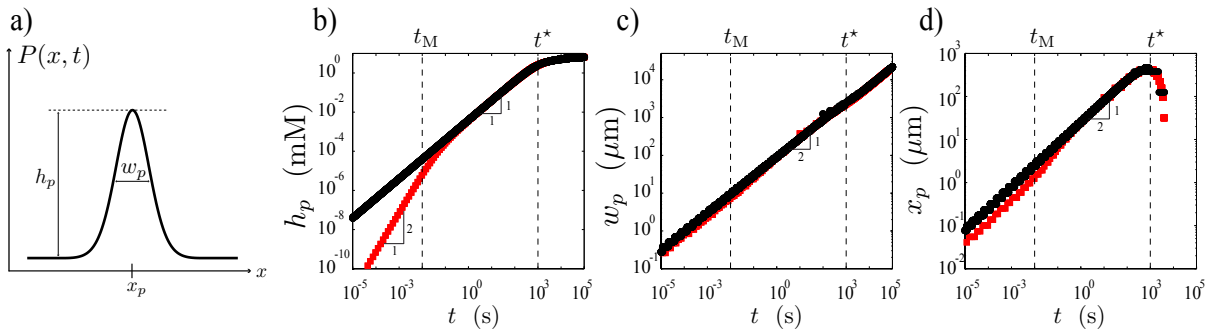 a)
P(x, t)
h_p
w_p
x_p
x
b)
t_M
t⋆
h_p (mM)
10^0
10^-2
10^-4
10^-6
10^-8
10^-10
1
1
2
1
10^-5
10^-3
10^0
10^3
10^5
t (s)
c)
t_M
t⋆
w_p (μm)
10^4
10^3
10^2
10^1
10^0
10^-1
1
2
10^-5
10^-3
10^0
10^3
10^5
t (s)
d)
t_M
t⋆
x_p (μm)
10^3
10^2
10^1
10^0
10^-1
10^-2
1
2
10^-5
10^-3
10^0
10^3
10^5
t (s)